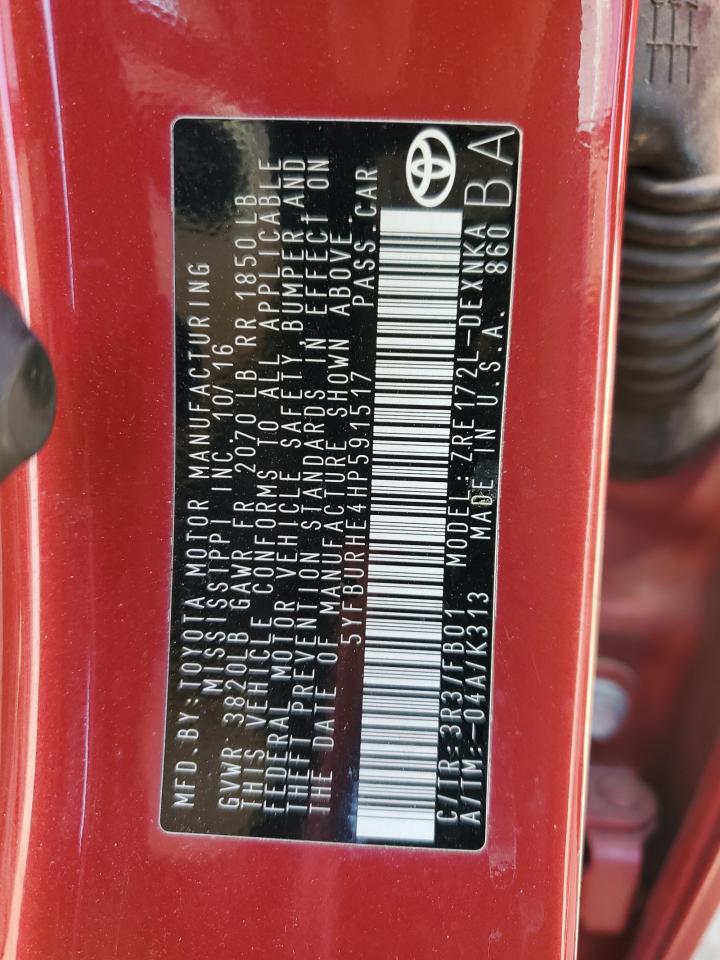 MFD.BY:TOYOTA MOTOR MANUFACTURING
MISSISSIPPI INC. 10/16
GVWR 3820LB GAWR FR 2070 LB RR 1850 LB
THIS VEHICLE CONFORMS TO ALL APPLICABLE
FEDERAL MOTOR VEHICLE SAFETY, BUMPER, AND
THEFT PREVENTION STANDARDS IN EFFECT ON
THE DATE OF MANUFACTURE SHOWN ABOVE.
5YFBURHE4HP591517 PASS.CAR
C/TR:3R3/FB01 MODEL:ZRE172L-DEXNKA
A/TM:-04A/K313 MADE IN U.S.A. 860 BA